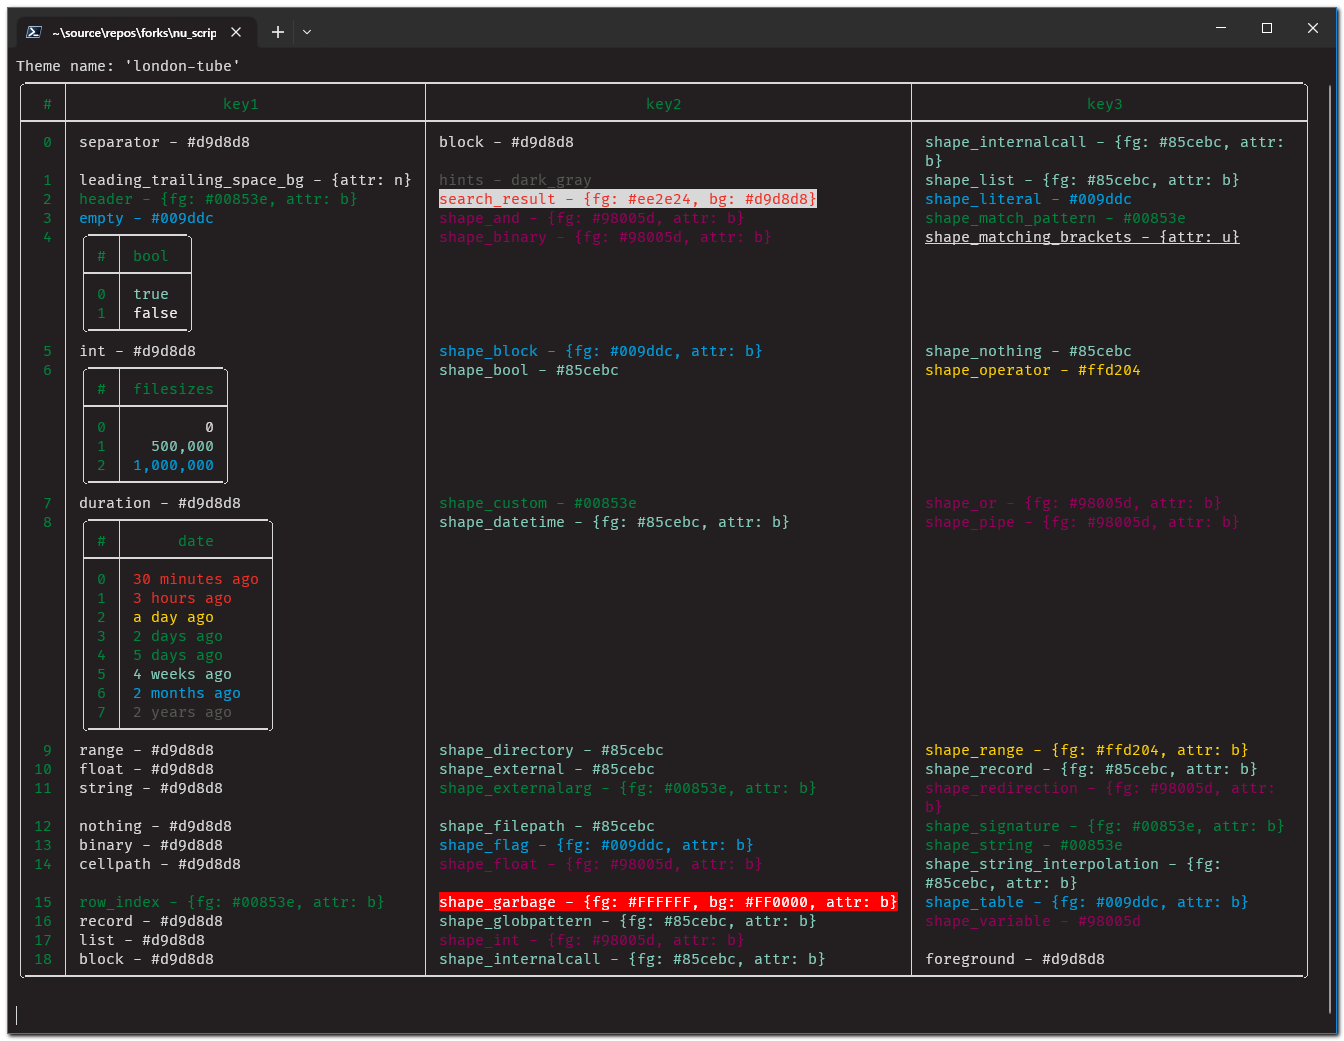 ~\source\repos\forks\nu_scrip
Theme name: 'london-tube'
# key1 key2 key3
0 separator - #d9d8d8 block - #d9d8d8 shape_internalcall - {fg: #85cebc, attr:
b}
1 leading_trailing_space_bg - {attr: n} hints - dark_gray shape_list - {fg: #85cebc, attr: b}
2 header - {fg: #00853e, attr: b} search_result - {fg: #ee2e24, bg: #d9d8d8} shape_literal - #009ddc
3 empty - #009ddc shape_and - {fg: #98005d, attr: b} shape_match_pattern - #00853e
4 shape_binary - {fg: #98005d, attr: b} shape_matching_brackets - {attr: u}
# bool
0 true
1 false
5 int - #d9d8d8 shape_block - {fg: #009ddc, attr: b} shape_nothing - #85cebc
6 shape_bool - #85cebc shape_operator - #ffd204
# filesizes
0 0
1 500,000
2 1,000,000
7 duration - #d9d8d8 shape_custom - #00853e shape_or - {fg: #98005d, attr: b}
8 shape_datetime - {fg: #85cebc, attr: b} shape_pipe - {fg: #98005d, attr: b}
# date
0 30 minutes ago
1 3 hours ago
2 a day ago
3 2 days ago
4 5 days ago
5 4 weeks ago
6 2 months ago
7 2 years ago
9 range - #d9d8d8 shape_directory - #85cebc shape_range - {fg: #ffd204, attr: b}
10 float - #d9d8d8 shape_external - #85cebc shape_record - {fg: #85cebc, attr: b}
11 string - #d9d8d8 shape_externalarg - {fg: #00853e, attr: b} shape_redirection - {fg: #98005d, attr:
b}
12 nothing - #d9d8d8 shape_filepath - #85cebc shape_signature - {fg: #00853e, attr: b}
13 binary - #d9d8d8 shape_flag - {fg: #009ddc, attr: b} shape_string - #00853e
14 cellpath - #d9d8d8 shape_float - {fg: #98005d, attr: b} shape_string_interpolation - {fg:
#85cebc, attr: b}
15 row_index - {fg: #00853e, attr: b} shape_garbage - {fg: #FFFFFF, bg: #FF0000, attr: b} shape_table - {fg: #009ddc, attr: b}
16 record - #d9d8d8 shape_globpattern - {fg: #85cebc, attr: b} shape_variable - #98005d
17 list - #d9d8d8 shape_int - {fg: #98005d, attr: b}
18 block - #d9d8d8 shape_internalcall - {fg: #85cebc, attr: b} foreground - #d9d8d8